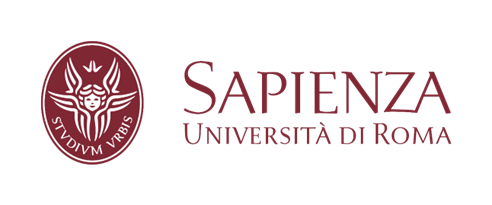 STVDIVM VRBIS
SAPIENZA
UNIVERSITÀ DI ROMA